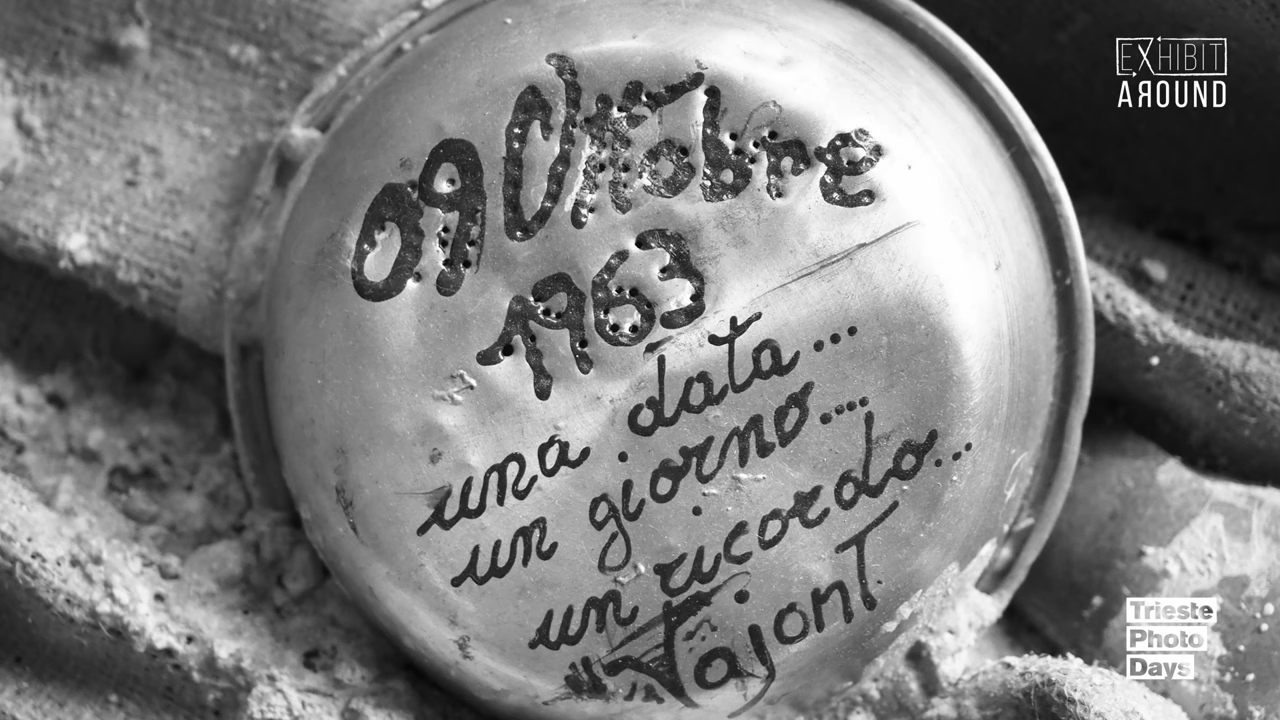 09 Ottobre
1963
una data...
un giorno....
un ricordo...
Vajont
EXHIBIT
AROUND
Trieste
Photo
Days